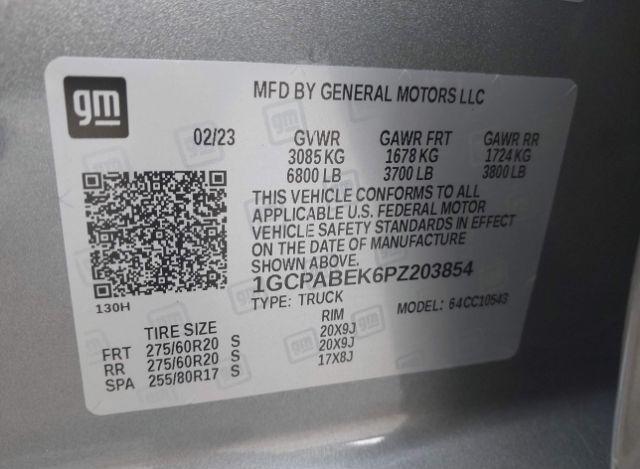 gm
MFD BY GENERAL MOTORS LLC
02/23 GVWR GAWR FRT GAWR RR
3085 KG 1678 KG 1724 KG
6800 LB 3700 LB 3800 LB
THIS VEHICLE CONFORMS TO ALL
APPLICABLE U.S. FEDERAL MOTOR
VEHICLE SAFETY STANDARDS IN EFFECT
ON THE DATE OF MANUFACTURE
SHOWN ABOVE.
1GCPABEK6PZ203854
130H TYPE: TRUCK MODEL: 64CC10543
TIRE SIZE RIM
FRT 275/60R20 S 20X9J
RR 275/60R20 S 20X9J
SPA 255/80R17 S 17X8J